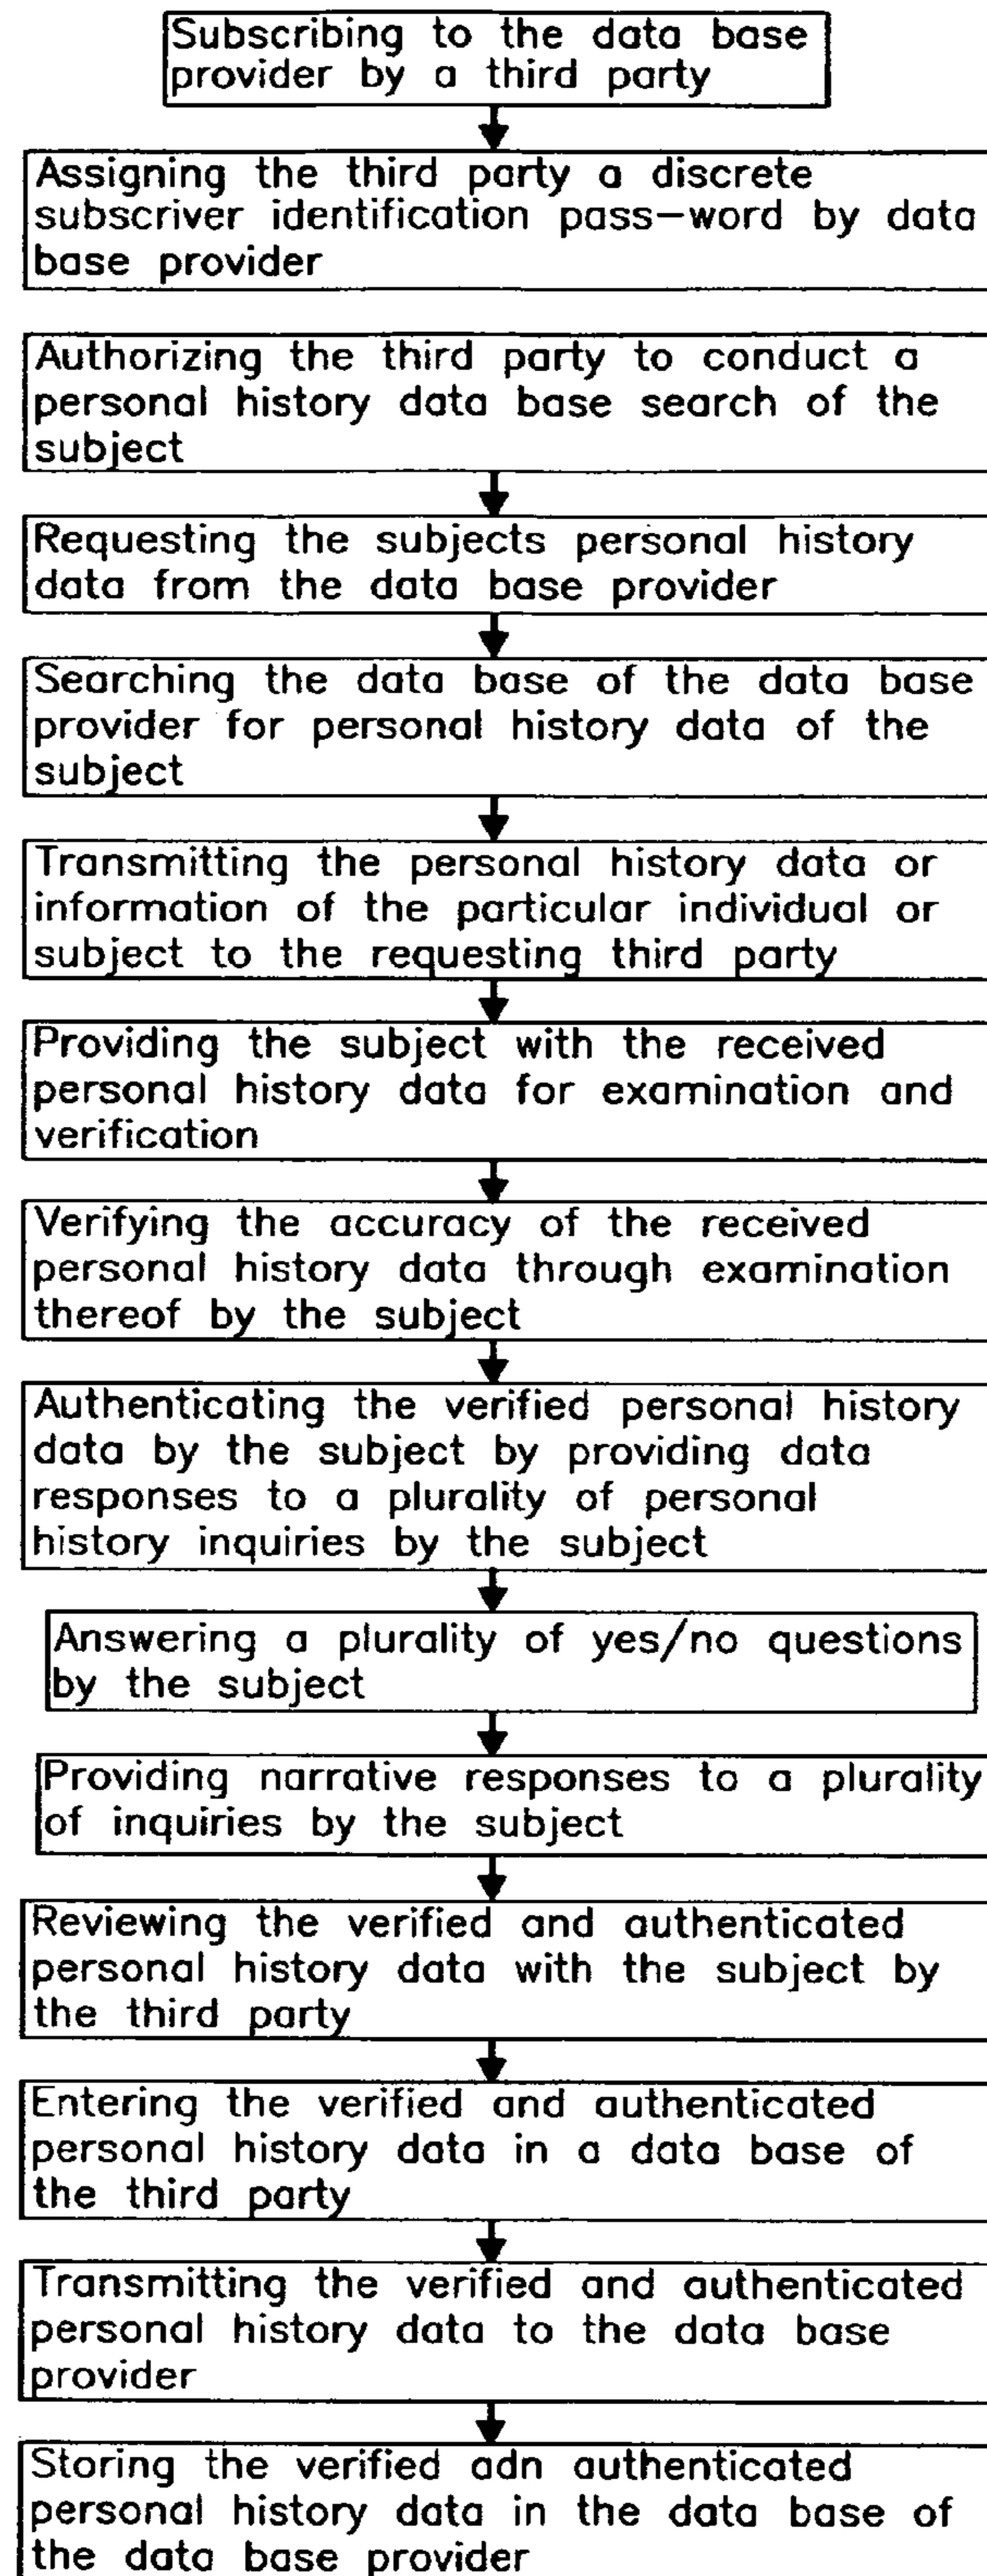 Subscribing to the data base
provider by a third party
Assigning the third party a discrete
subscriver identification pass-word by data
base provider
Authorizing the third party to conduct a
personal history data base search of the
subject
Requesting the subjects personal history
data from the data base provider
Searching the data base of the data base
provider for personal history data of the
subject
Transmitting the personal history data or
information of the particular individual or
subject to the requesting third party
Providing the subject with the received
personal history data for examination and
verification
Verifying the accuracy of the received
personal history data through examination
thereof by the subject
Authenticating the verified personal history
data by the subject by providing data
responses to a plurality of personal
history inquiries by the subject
Answering a plurality of yes/no questions
by the subject
Providing narrative responses to a plurality
of inquiries by the subject
Reviewing the verified and authenticated
personal history data with the subject by
the third party
Entering the verified and authenticated
personal history data in a data base of
the third party
Transmitting the verified and authenticated
personal history data to the data base
provider
Storing the verified adn authenticated
personal history data in the data base of
the data base provider